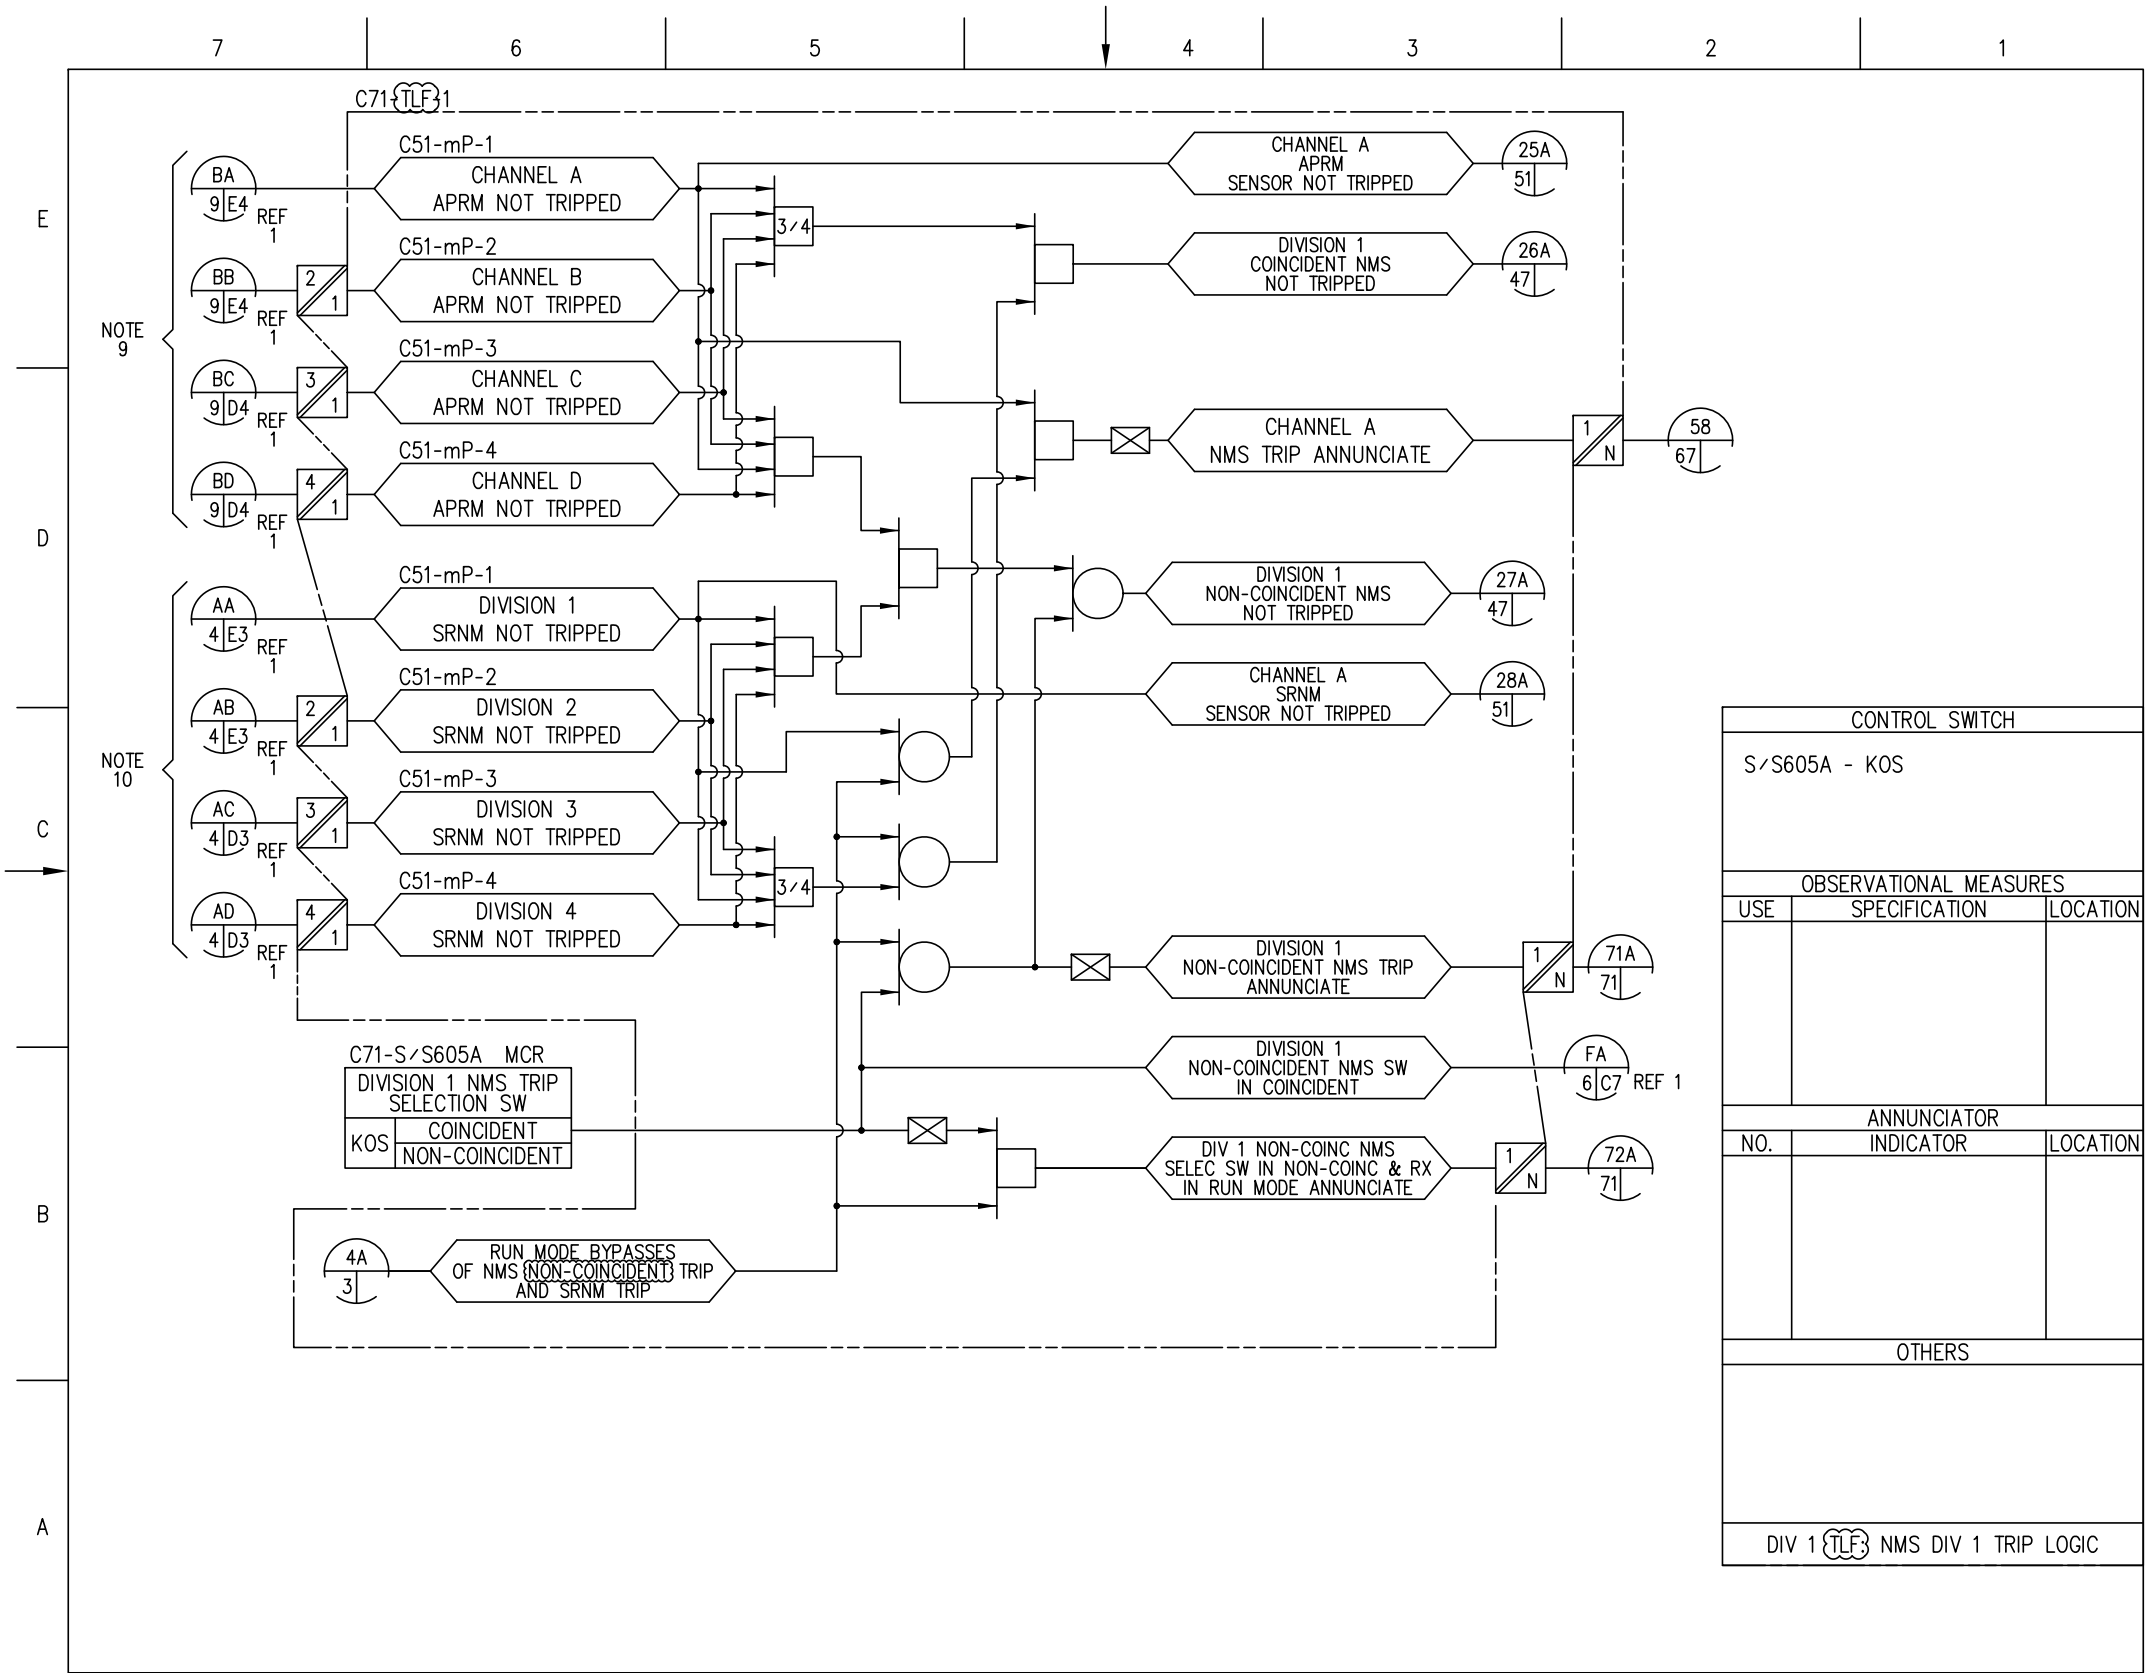 7 6 5 4 3 2 1
E
D
C
B
A
C71-TLF-1
NOTE
9
BA
9 E4
REF
1
C51-mP-1
CHANNEL A
APRM NOT TRIPPED
BB
9 E4
REF
1
2
1
C51-mP-2
CHANNEL B
APRM NOT TRIPPED
BC
9 D4
REF
1
3
1
C51-mP-3
CHANNEL C
APRM NOT TRIPPED
BD
9 D4
REF
1
4
1
C51-mP-4
CHANNEL D
APRM NOT TRIPPED
NOTE
10
AA
4 E3
REF
1
C51-mP-1
DIVISION 1
SRNM NOT TRIPPED
AB
4 E3
REF
1
2
1
C51-mP-2
DIVISION 2
SRNM NOT TRIPPED
AC
4 D3
REF
1
3
1
C51-mP-3
DIVISION 3
SRNM NOT TRIPPED
AD
4 D3
REF
1
4
1
C51-mP-4
DIVISION 4
SRNM NOT TRIPPED
3/4
3/4
C71-S/S605A MCR
DIVISION 1 NMS TRIP
SELECTION SW
KOS
COINCIDENT
NON-COINCIDENT
4A
3
RUN MODE BYPASSES
OF NMS NON-COINCIDENT TRIP
AND SRNM TRIP
CHANNEL A
APRM
SENSOR NOT TRIPPED
25A
51
DIVISION 1
COINCIDENT NMS
NOT TRIPPED
26A
47
CHANNEL A
NMS TRIP ANNUNCIATE
1
N
58
67
DIVISION 1
NON-COINCIDENT NMS
NOT TRIPPED
27A
47
CHANNEL A
SRNM
SENSOR NOT TRIPPED
28A
51
DIVISION 1
NON-COINCIDENT NMS TRIP
ANNUNCIATE
1
N
71A
71
DIVISION 1
NON-COINCIDENT NMS SW
IN COINCIDENT
FA
6 C7
REF 1
DIV 1 NON-COINC NMS
SELEC SW IN NON-COINC & RX
IN RUN MODE ANNUNCIATE
1
N
72A
71
CONTROL SWITCH
S/S605A - KOS
OBSERVATIONAL MEASURES
USE SPECIFICATION LOCATION
ANNUNCIATOR
NO. INDICATOR LOCATION
OTHERS
DIV 1 TLF: NMS DIV 1 TRIP LOGIC